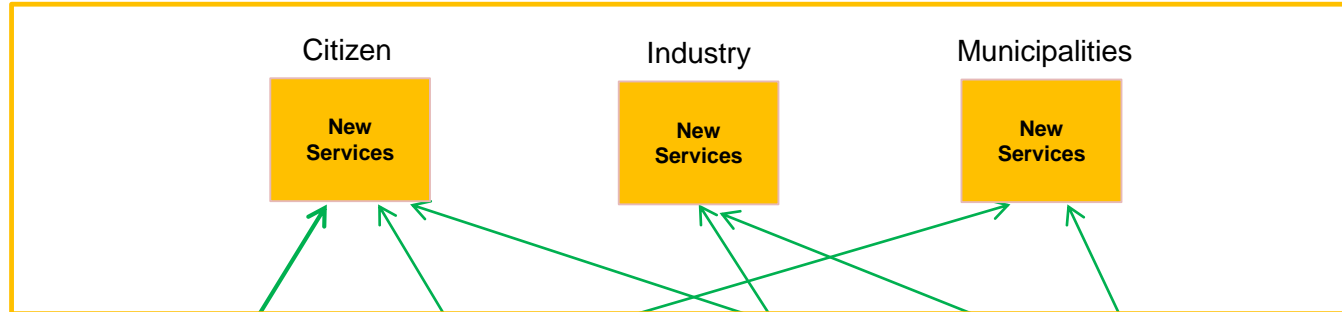 Citizen
Industry
Municipalities
New
Services
New
Services
New
Services